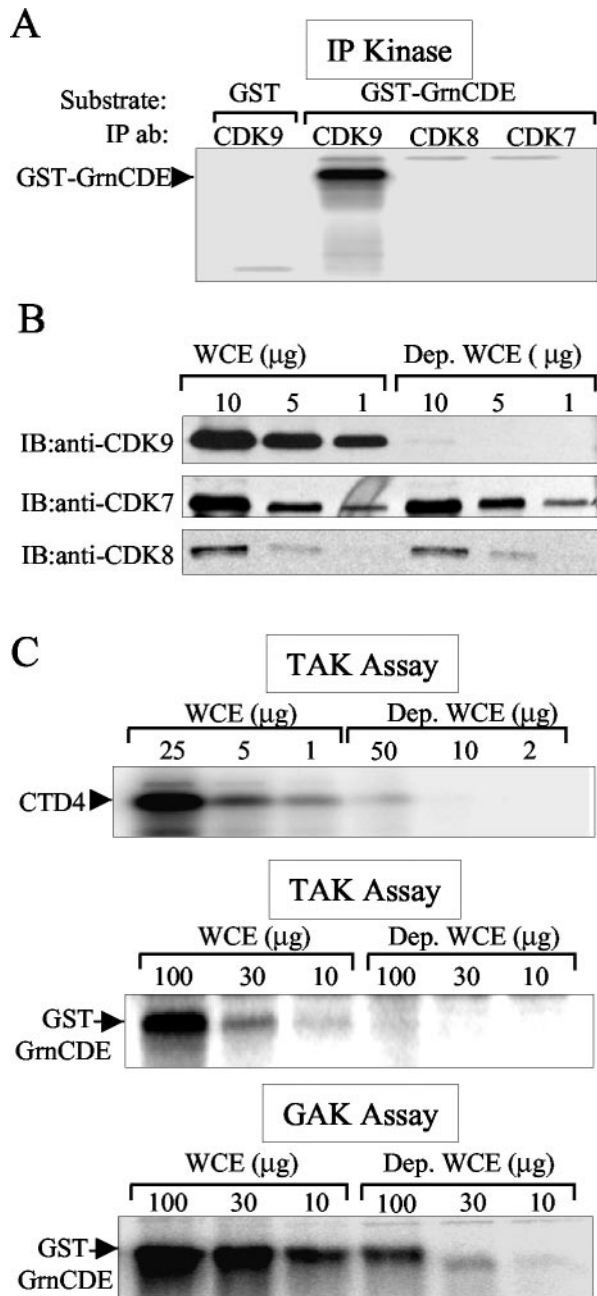 A
IP Kinase
Substrate: GST GST-GrnCDE
IP ab: CDK9 CDK9 CDK8 CDK7
GST-GrnCDE
B
WCE (µg) Dep. WCE ( µg)
10 5 1 10 5 1
IB:anti-CDK9
IB:anti-CDK7
IB:anti-CDK8
C
TAK Assay
WCE (µg) Dep. WCE (µg)
25 5 1 50 10 2
CTD4
TAK Assay
WCE (µg) Dep. WCE (µg)
100 30 10 100 30 10
GST-
GrnCDE
GAK Assay
WCE (µg) Dep. WCE (µg)
100 30 10 100 30 10
GST-
GrnCDE